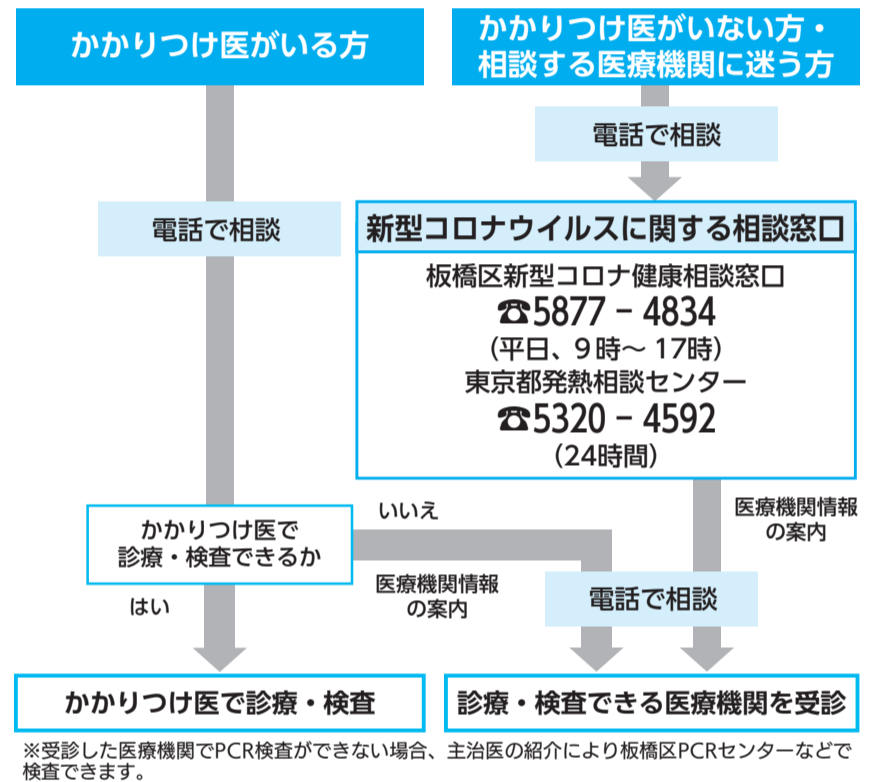 かかりつけ医がいる方
かかりつけ医がいない方・
相談する医療機関に迷う方
電話で相談
電話で相談
新型コロナウイルスに関する相談窓口
板橋区新型コロナ健康相談窓口
☎5877－4834
(平日、9時～17時)
東京都発熱相談センター
☎5320－4592
(24時間)
かかりつけ医で
診療・検査できるか
いいえ
医療機関情報
の案内
医療機関情報
の案内
はい
電話で相談
かかりつけ医で診療・検査
診療・検査できる医療機関を受診
※受診した医療機関でPCR検査ができない場合、主治医の紹介により板橋区PCRセンターなどで
検査できます。